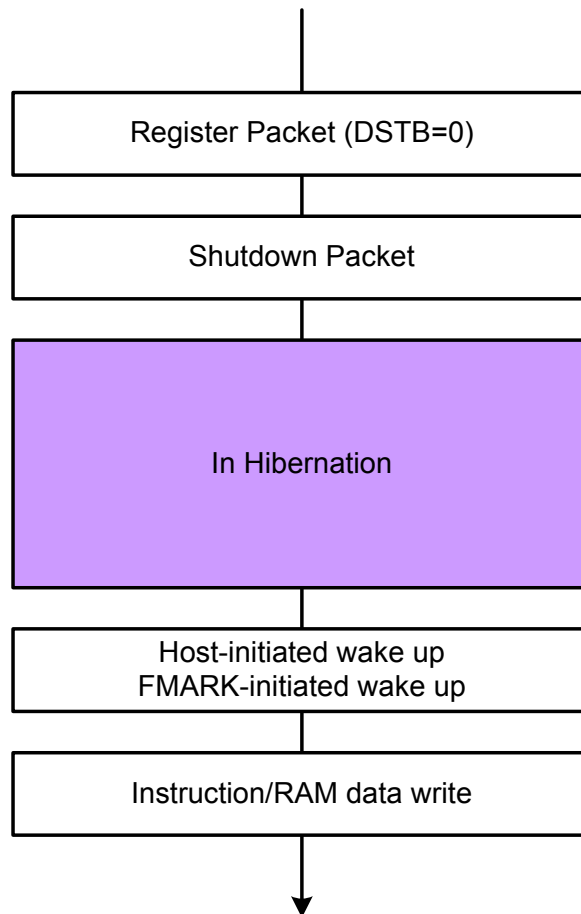 Register Packet (DSTB=0)
Shutdown Packet
In Hibernation
Host-initiated wake up
FMARK-initiated wake up
Instruction/RAM data write